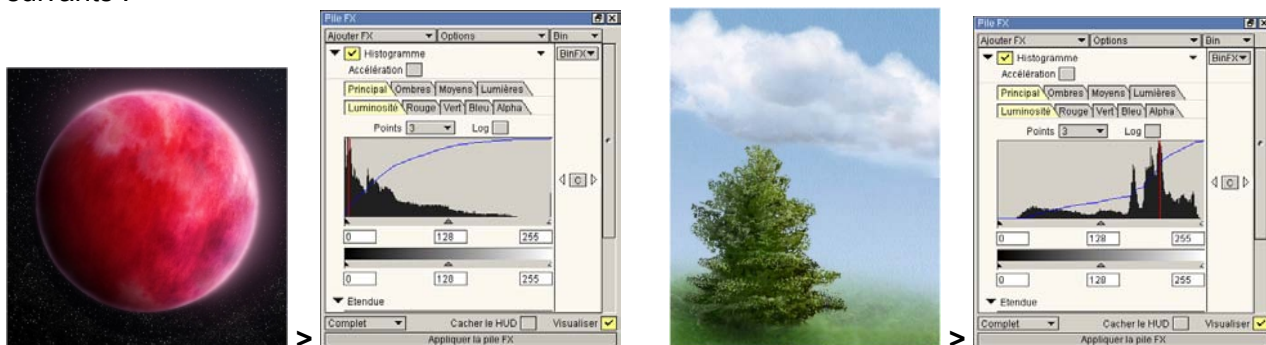 Pile FX
Ajouter FX Options Bin
Histogramme BinFX
Accélération
Principal Ombres Moyens Lumières
Luminosité Rouge Vert Bleu Alpha
Points 3 Log
C
0 128 255
0 128 255
Etendue
Complet Cacher le HUD Visualiser
> Appliquer la pile FX
Pile FX
Ajouter FX Options Bin
Histogramme BinFX
Accélération
Principal Ombres Moyens Lumières
Luminosité Rouge Vert Bleu Alpha
Points 3 Log
C
0 128 255
0 128 255
Etendue
Complet Cacher le HUD Visualiser
> Appliquer la pile FX